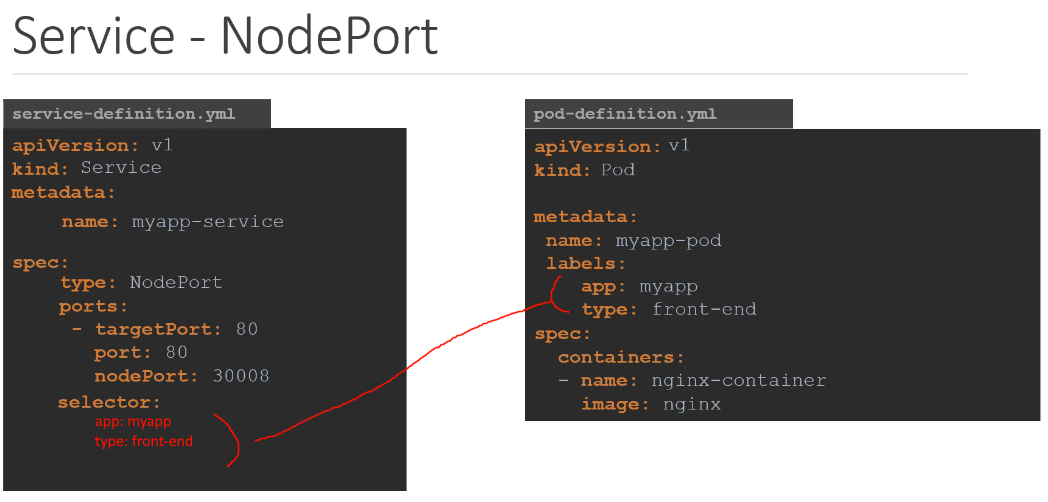 Service - NodePort
service-definition.yml
apiVersion: v1
kind: Service
metadata:
name: myapp-service
spec:
type: NodePort
ports:
- targetPort: 80
port: 80
nodePort: 30008
selector:
app: myapp
type: front-end
pod-definition.yml
apiVersion: v1
kind: Pod
metadata:
name: myapp-pod
labels:
app: myapp
type: front-end
spec:
containers:
- name: nginx-container
image: nginx